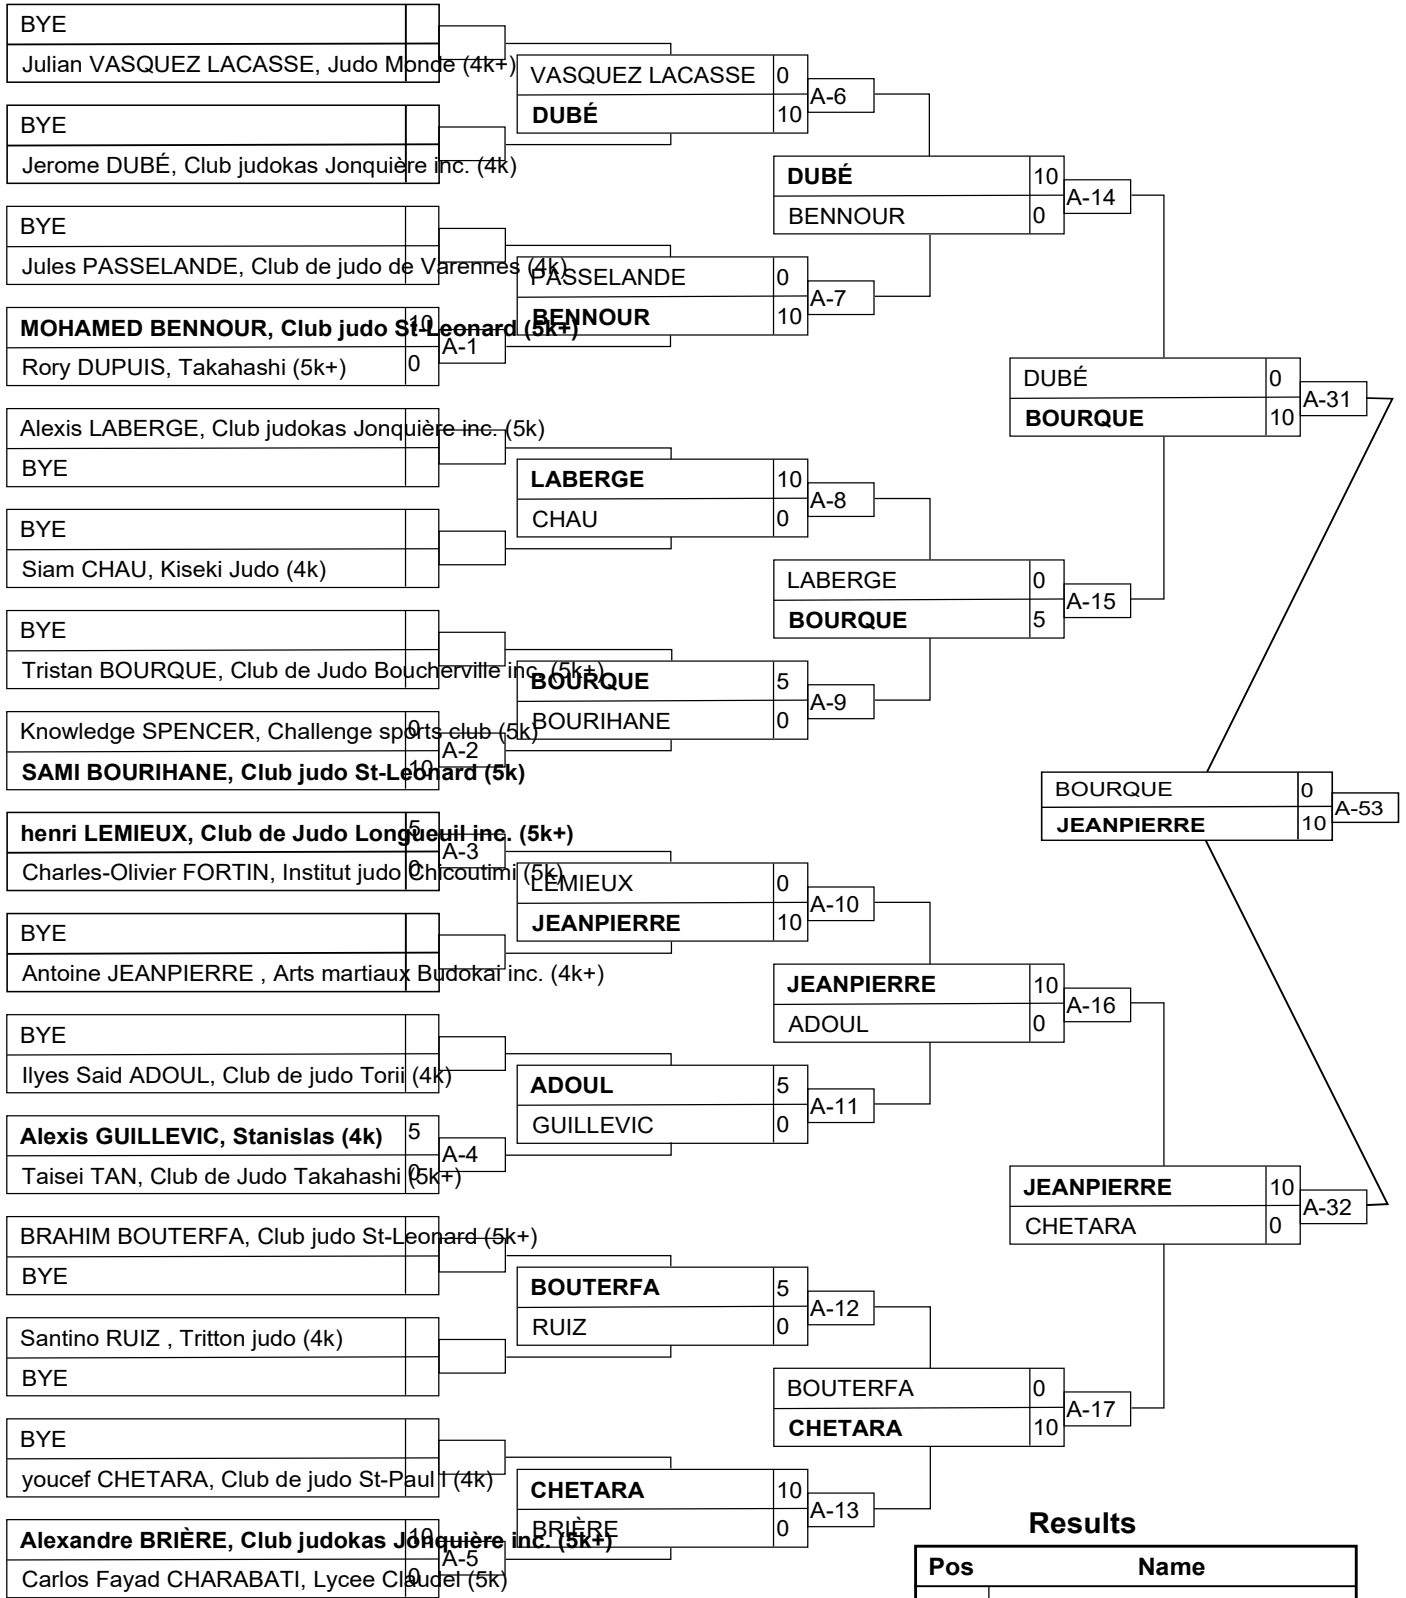 BYE
Julian VASQUEZ LACASSE, Judo Monde (4k+)
BYE
Jerome DUBÉ, Club judokas Jonquière inc. (4k)
BYE
Jules PASSELANDE, Club de judo de Varennes (4k)
MOHAMED BENNOUR, Club judo St-Leonard (5k+) 10
Rory DUPUIS, Takahashi (5k+) 0
A-1
Alexis LABERGE, Club judokas Jonquière inc. (5k)
BYE
BYE
Siam CHAU, Kiseki Judo (4k)
BYE
Tristan BOURQUE, Club de Judo Boucherville inc. (5k+)
Knowledge SPENCER, Challenge sports club (5k) 0
SAMI BOURIHANE, Club judo St-Leonard (5k) 10
A-2
henri LEMIEUX, Club de Judo Longueuil inc. (5k+) 5
Charles-Olivier FORTIN, Institut judo Chicoutimi (5k) 0
A-3
BYE
Antoine JEANPIERRE , Arts martiaux Budokai inc. (4k+)
BYE
Ilyes Said ADOUL, Club de judo Torii (4k)
Alexis GUILLEVIC, Stanislas (4k) 5
Taisei TAN, Club de Judo Takahashi (5k+) 0
A-4
BRAHIM BOUTERFA, Club judo St-Leonard (5k+)
BYE
Santino RUIZ , Tritton judo (4k)
BYE
BYE
youcef CHETARA, Club de judo St-Paul l (4k)
Alexandre BRIÈRE, Club judokas Jonquière inc. (5k+) 10
Carlos Fayad CHARABATI, Lycee Claudel (5k) 0
A-5
VASQUEZ LACASSE 0
DUBÉ 10
A-6
PASSELANDE 0
BENNOUR 10
A-7
LABERGE 10
CHAU 0
A-8
BOURQUE 5
BOURIHANE 0
A-9
LEMIEUX 0
JEANPIERRE 10
A-10
ADOUL 5
GUILLEVIC 0
A-11
BOUTERFA 5
RUIZ 0
A-12
CHETARA 10
BRIÈRE 0
A-13
DUBÉ 10
BENNOUR 0
A-14
LABERGE 0
BOURQUE 5
A-15
JEANPIERRE 10
ADOUL 0
A-16
BOUTERFA 0
CHETARA 10
A-17
DUBÉ 0
BOURQUE 10
A-31
JEANPIERRE 10
CHETARA 0
A-32
BOURQUE 0
JEANPIERRE 10
A-53
Results
Pos Name